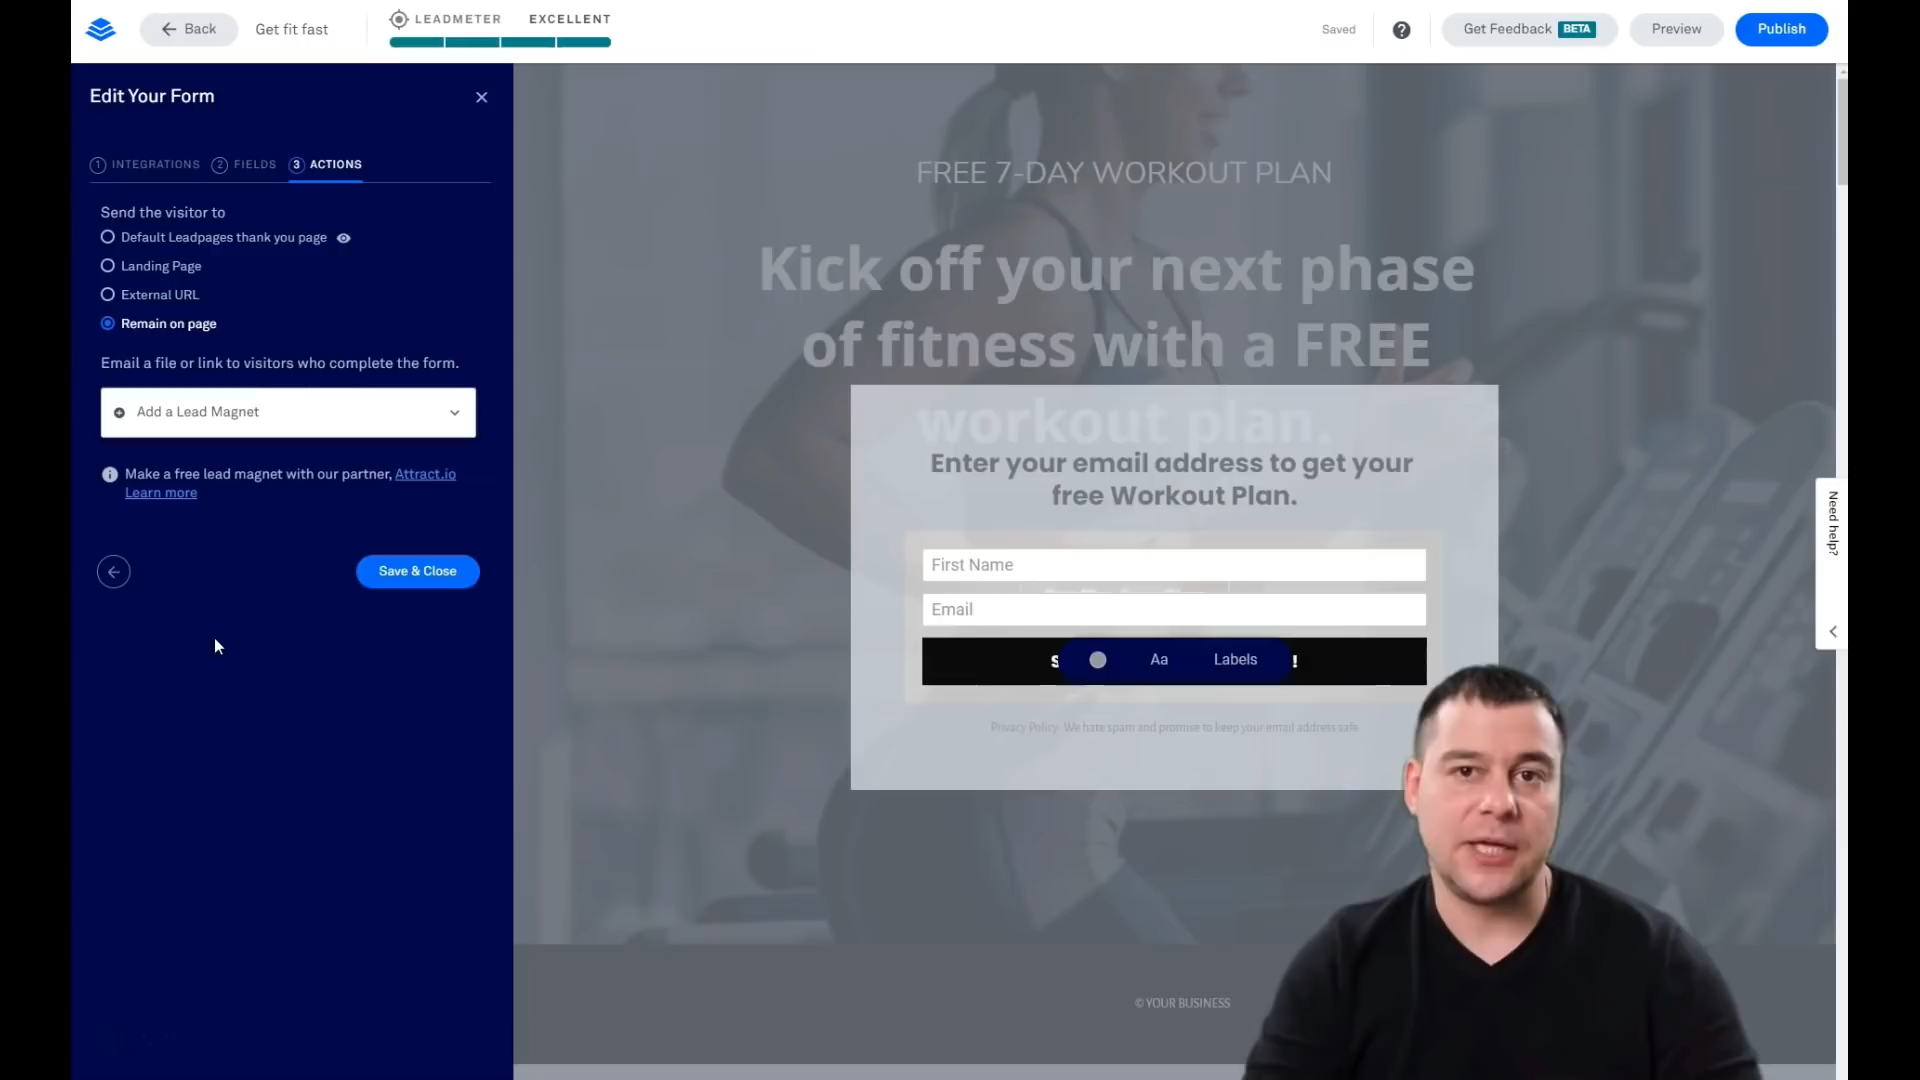 Back
Get fit fast
LEADMETER EXCELLENT
Saved
Get Feedback BETA
Preview
Publish
Edit Your Form
1 INTEGRATIONS 2 FIELDS 3 ACTIONS
Send the visitor to
Default Leadpages thank you page
Landing Page
External URL
Remain on page
Email a file or link to visitors who complete the form.
Add a Lead Magnet
Make a free lead magnet with our partner, Attract.io
Learn more
Save & Close
FREE 7-DAY WORKOUT PLAN
Kick off your next phase
of fitness with a FREE
workout plan.
Enter your email address to get your
free Workout Plan.
First Name
Email
Aa Labels
!
Privacy Policy: We hate spam and promise to keep your email address safe.
© YOUR BUSINESS
Need help?